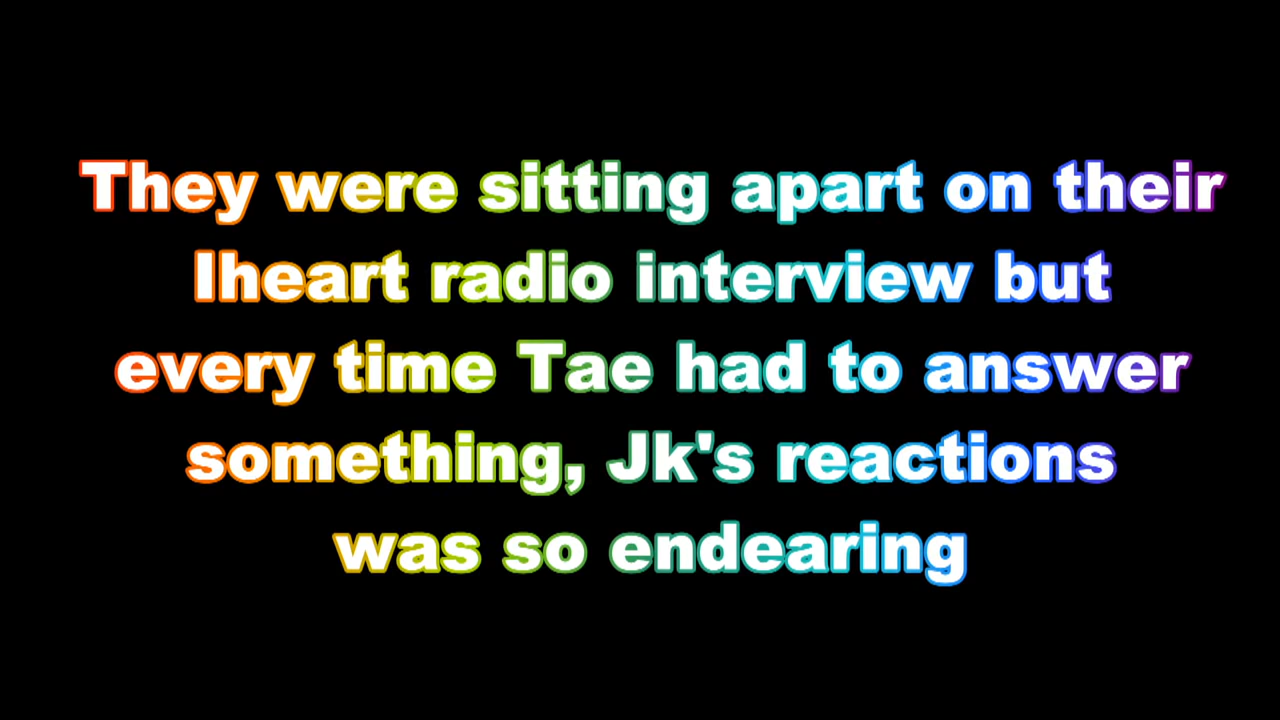 They were sitting apart on their
Iheart radio interview but
every time Tae had to answer
something, Jk's reactions
was so endearing